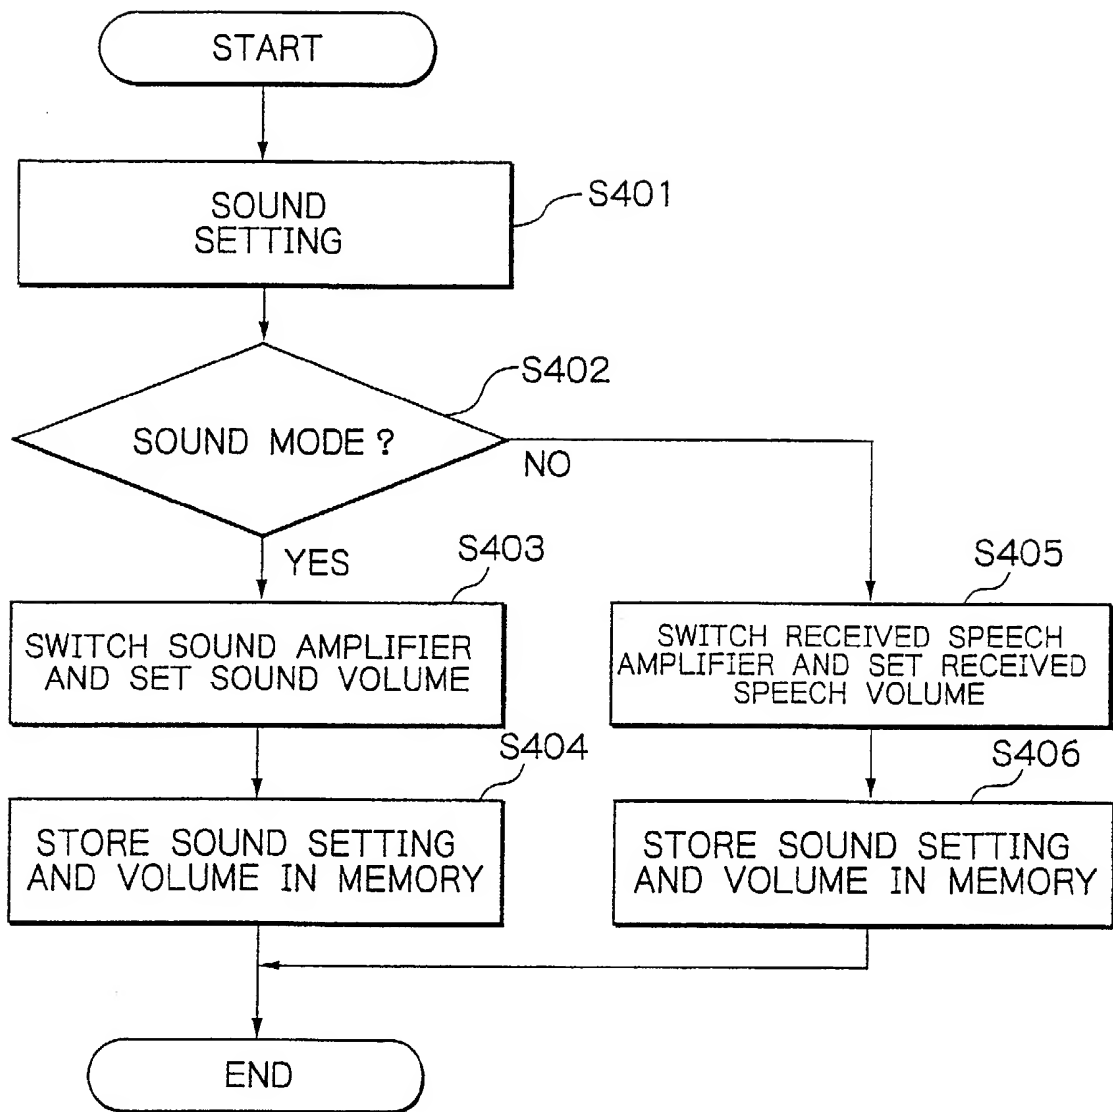 START
SOUND
SETTING
S401
S402
SOUND MODE?
NO
YES
S403
SWITCH SOUND AMPLIFIER
AND SET SOUND VOLUME
S405
SWITCH RECEIVED SPEECH
AMPLIFIER AND SET RECEIVED
SPEECH VOLUME
S404
STORE SOUND SETTING
AND VOLUME IN MEMORY
S406
STORE SOUND SETTING
AND VOLUME IN MEMORY
END